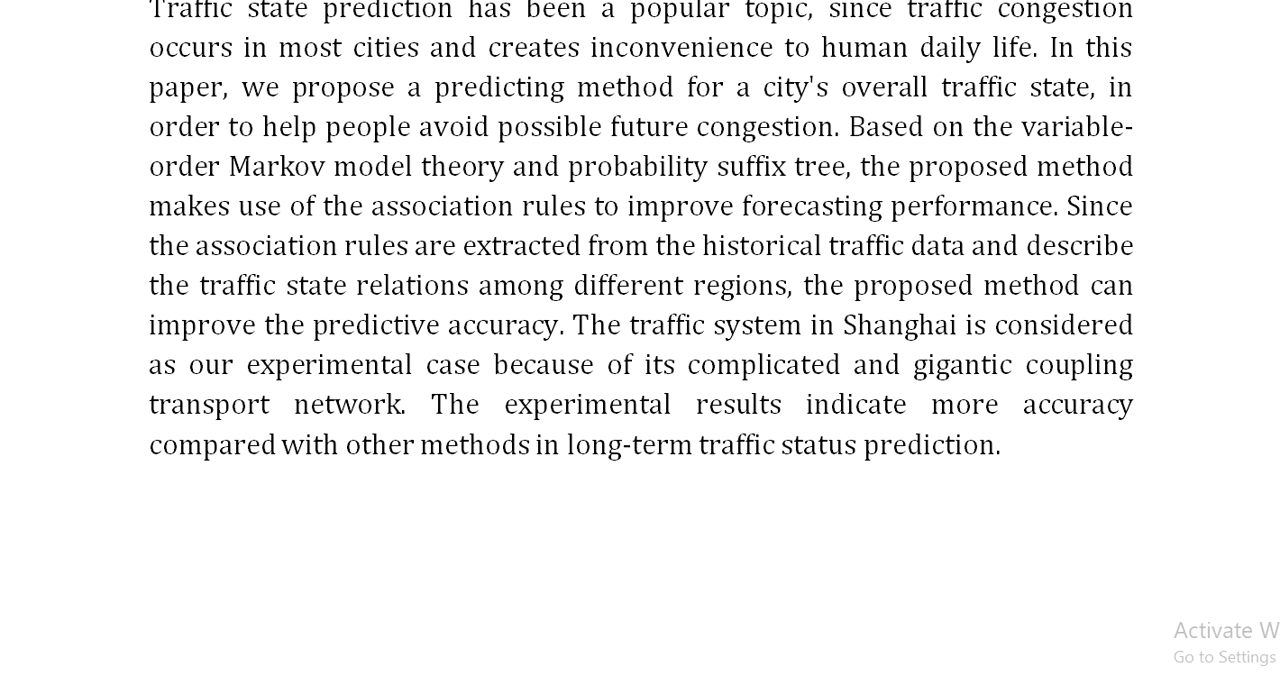 Traffic state prediction has been a popular topic, since traffic congestion
occurs in most cities and creates inconvenience to human daily life. In this
paper, we propose a predicting method for a city's overall traffic state, in
order to help people avoid possible future congestion. Based on the variable-
order Markov model theory and probability suffix tree, the proposed method
makes use of the association rules to improve forecasting performance. Since
the association rules are extracted from the historical traffic data and describe
the traffic state relations among different regions, the proposed method can
improve the predictive accuracy. The traffic system in Shanghai is considered
as our experimental case because of its complicated and gigantic coupling
transport network. The experimental results indicate more accuracy
compared with other methods in long-term traffic status prediction.
Activate W
Go to Settings